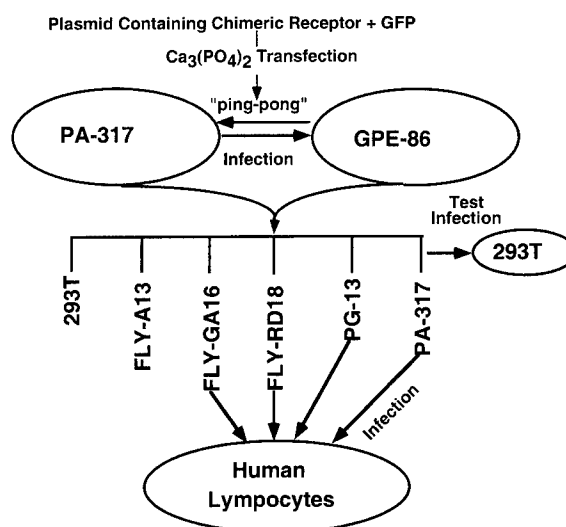 Plasmid Containing Chimeric Receptor + GFP
Ca3(PO4)2 Transfection
"ping-pong"
PA-317
GPE-86
Infection
Test
Infection
293T
293T
FLY-A13
FLY-GA16
FLY-RD18
PG-13
PA-317
Infection
Human
Lympocytes